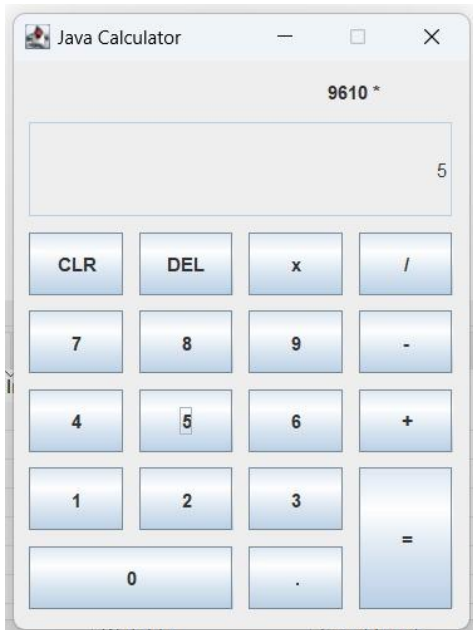 Java Calculator
9610 *
5
CLR DEL x /
7 8 9 -
4 5 6 +
1 2 3 =
0 .